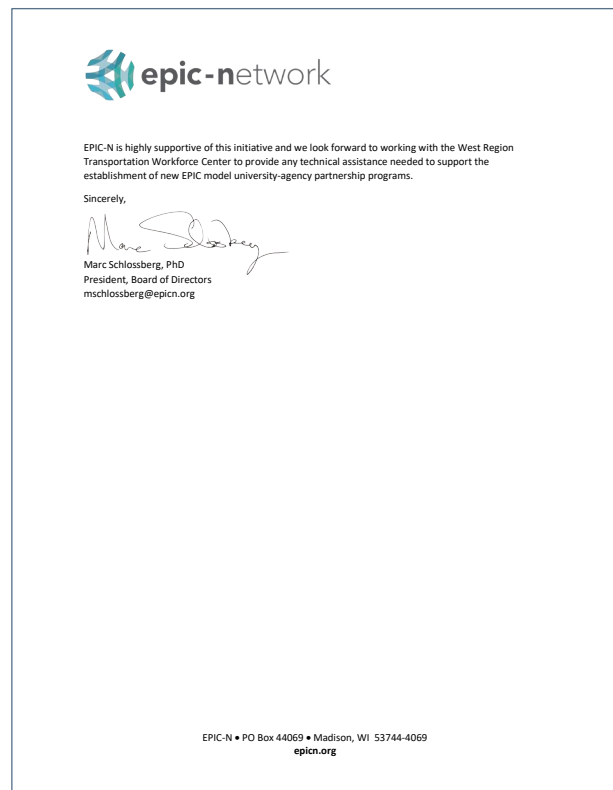 epic-network
EPIC-N is highly supportive of this initiative and we look forward to working with the West Region
Transportation Workforce Center to provide any technical assistance needed to support the
establishment of new EPIC model university-agency partnership programs.
Sincerely,
Marc Schlossberg
Marc Schlossberg, PhD
President, Board of Directors
mschlossberg@epicn.org
EPIC-N • PO Box 44069 • Madison, WI 53744-4069
epicn.org